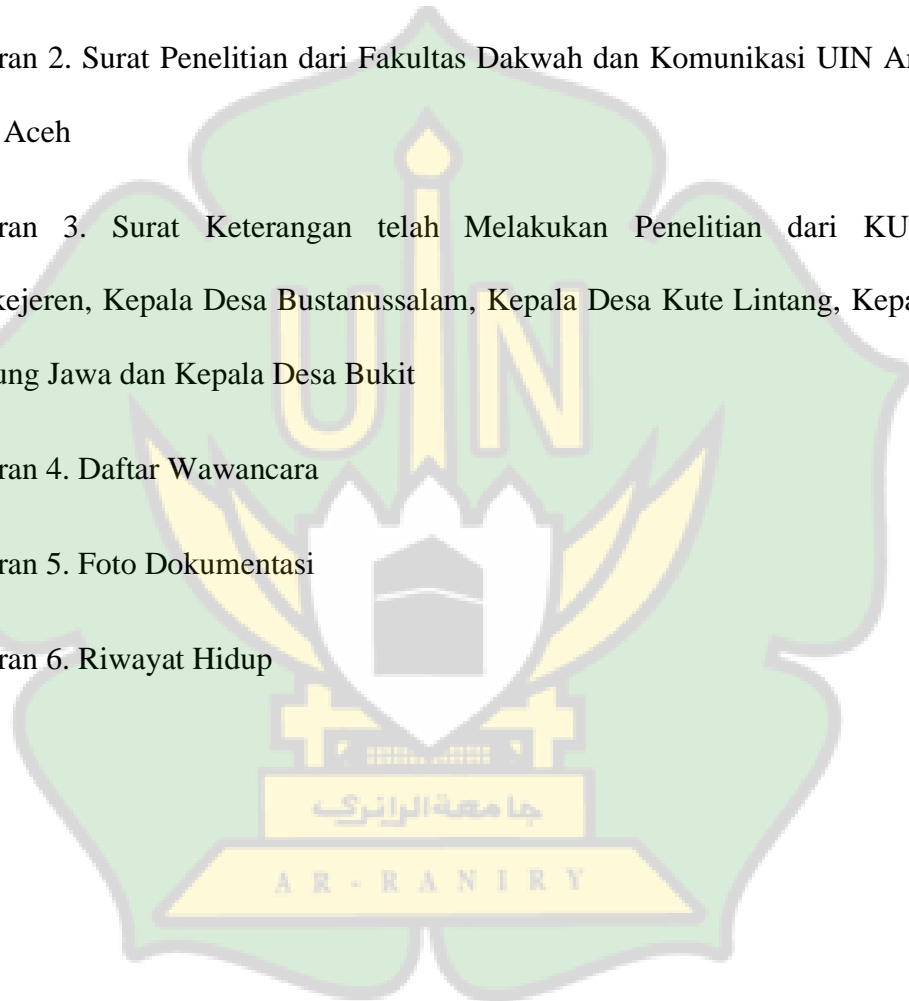 ran 2. Surat Penelitian dari Fakultas Dakwah dan Komunikasi UIN Ar
Aceh
ran 3. Surat Keterangan telah Melakukan Penelitian dari KU
kejeren, Kepala Desa Bustanussalam, Kepala Desa Kute Lintang, Kepa
ung Jawa dan Kepala Desa Bukit
UIN
ran 4. Daftar Wawancara
ran 5. Foto Dokumentasi
ran 6. Riwayat Hidup
جامعة الرانري
AR-RANIRY